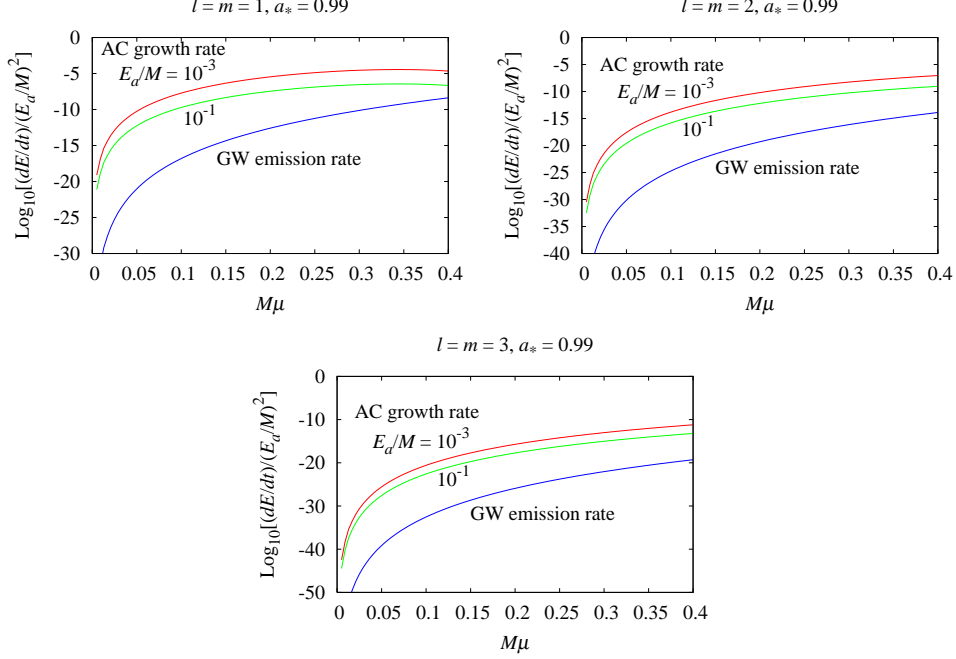 l = m = 1, a* = 0.99
Log10[(dE/dt)/(Ea/M)^2]
0
-5
-10
-15
-20
-25
-30
AC growth rate
Ea/M = 10^-3
10^-1
GW emission rate
0 0.05 0.1 0.15 0.2 0.25 0.3 0.35 0.4
Mμ
l = m = 2, a* = 0.99
Log10[(dE/dt)/(Ea/M)^2]
0
-5
-10
-15
-20
-25
-30
-35
-40
AC growth rate
Ea/M = 10^-3
10^-1
GW emission rate
0 0.05 0.1 0.15 0.2 0.25 0.3 0.35 0.4
Mμ
l = m = 3, a* = 0.99
Log10[(dE/dt)/(Ea/M)^2]
0
-10
-20
-30
-40
-50
AC growth rate
Ea/M = 10^-3
10^-1
GW emission rate
0 0.05 0.1 0.15 0.2 0.25 0.3 0.35 0.4
Mμ